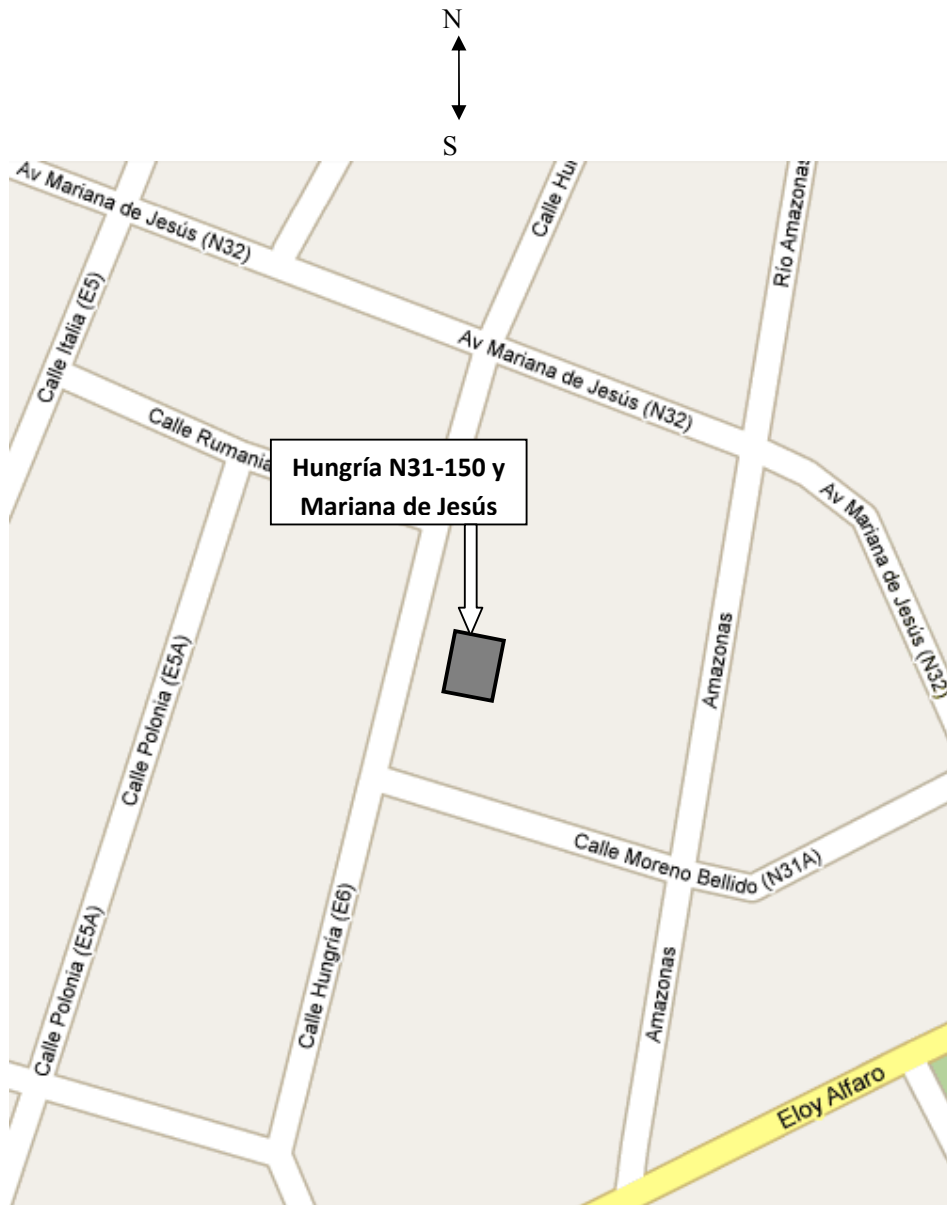 N
S
Av Mariana de Jesús (N32)
Calle Hun
Río Amazonas
Calle Italia (E5)
Av Mariana de Jesús (N32)
Calle Rumania
Hungría N31-150 y
Mariana de Jesús
Av Mariana de Jesús (N32)
Amazonas
Calle Polonia (E5A)
Calle Moreno Bellido (N31A)
Calle Hungría (E6)
Calle Polonia (E5A)
Amazonas
Eloy Alfaro